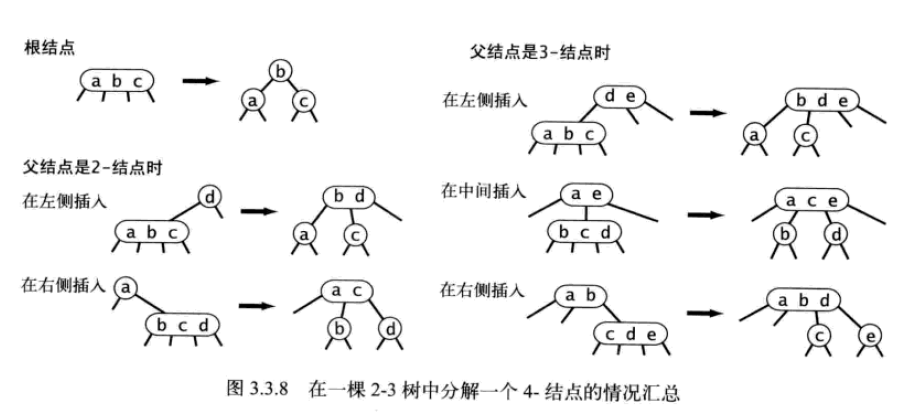 根结点
a b c
b
a c
父结点是2-结点时
在左侧插入
d
a b c
b d
a c
在右侧插入
a
b c d
a c
b d
父结点是3-结点时
在左侧插入
d e
a b c
b d e
a c
在中间插入
a e
b c d
a c e
b d
在右侧插入
a b
c d e
a b d
c e
图 3.3.8 在一棵 2-3 树中分解一个 4- 结点的情况汇总